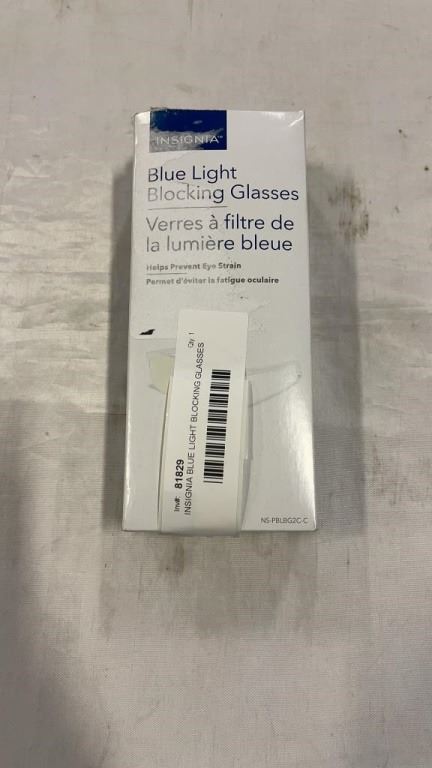 INSIGNIA™
Blue Light
Blocking Glasses
Verres à filtre de
la lumière bleue
Helps Prevent Eye Strain
Permet d'éviter la fatigue oculaire
Inv#: 81829
INSIGNIA BLUE LIGHT BLOCKING GLASSES
Qty 1
NS-PBLBG2C-C